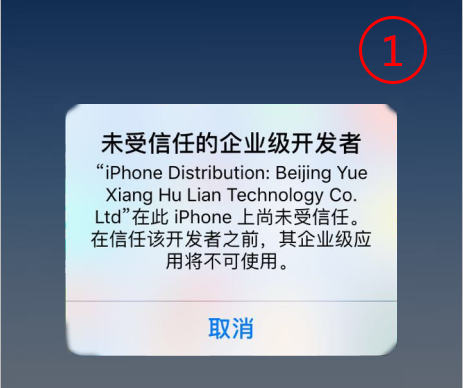 ①
未受信任的企业级开发者
“iPhone Distribution: Beijing Yue
Xiang Hu Lian Technology Co.
Ltd”在此 iPhone 上尚未受信任。
在信任该开发者之前，其企业级应
用将不可使用。
取消